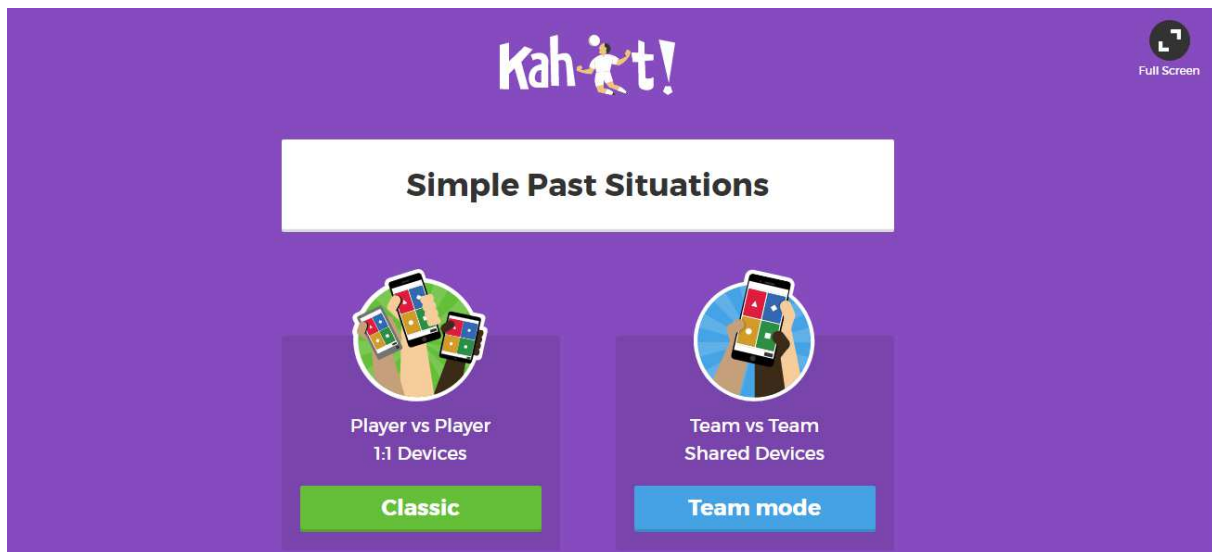 Kahoot!
Full Screen
Simple Past Situations
Player vs Player
1:1 Devices
Classic
Team vs Team
Shared Devices
Team mode